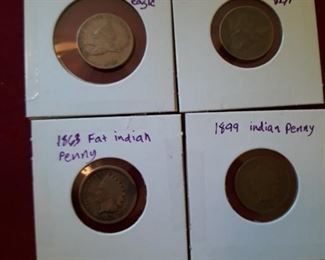 eagle
1863 Fat indian
Penny
1899 indian Penny